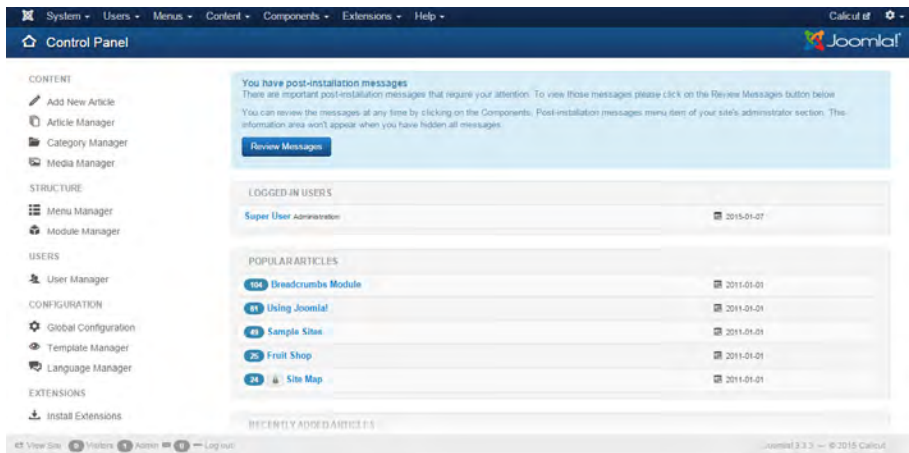 System Users Menus Content Components Extensions Help Calicut
Control Panel Joomla!
CONTENT
Add New Article
Article Manager
Category Manager
Media Manager
STRUCTURE
Menu Manager
Module Manager
USERS
User Manager
CONFIGURATION
Global Configuration
Template Manager
Language Manager
EXTENSIONS
Install Extensions
You have post-installation messages
There are important post-installation messages that require your attention. To view those messages please click on the Review Messages button below.
You can review the messages at any time by clicking on the Components, Post-installation messages menu item of your site's administrator section. This
information area won't appear when you have hidden all messages.
Review Messages
LOGGED-IN USERS
Super User Administration 2015-01-07
POPULAR ARTICLES
104 Breadcrumbs Module 2011-01-01
81 Using Joomla! 2011-01-01
49 Sample Sites 2011-01-01
25 Fruit Shop 2011-01-01
24 Site Map 2011-01-01
RECENTLY ADDED ARTICLES
View Site 0 Visitors 1 Admin 0 Log out Joomla! 3.3.3 — © 2015 Calicut